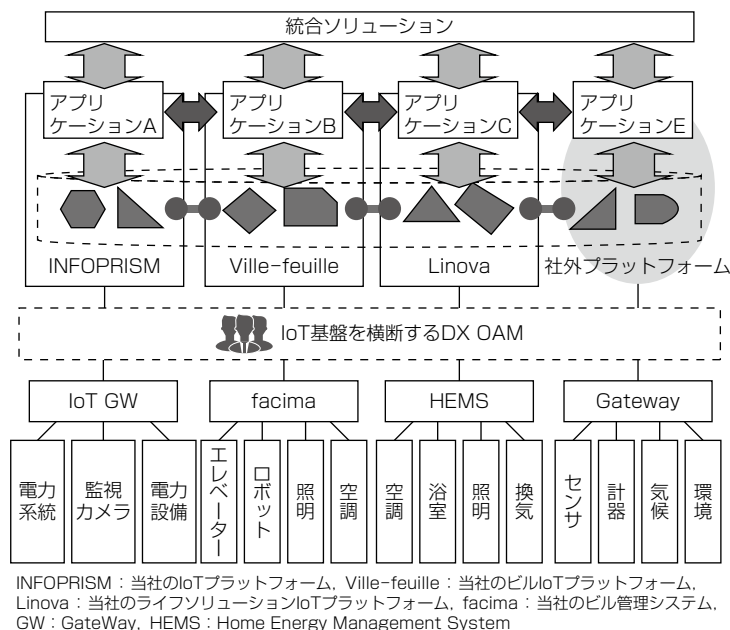 統合ソリューション
アプリ
ケーションA
アプリ
ケーションB
アプリ
ケーションC
アプリ
ケーションE
INFOPRISM
Ville-feuille
Linova
社外プラットフォーム
IoT基盤を横断するDX OAM
IoT GW
facima
HEMS
Gateway
電力
系統
監視
カメラ
電力
設備
エレベーター
ロボット
照明
空調
空調
浴室
照明
換気
センサ
計器
気候
環境
INFOPRISM：当社のIoTプラットフォーム, Ville-feuille：当社のビルIoTプラットフォーム,
Linova：当社のライフソリューションIoTプラットフォーム, facima：当社のビル管理システム,
GW：GateWay, HEMS：Home Energy Management System